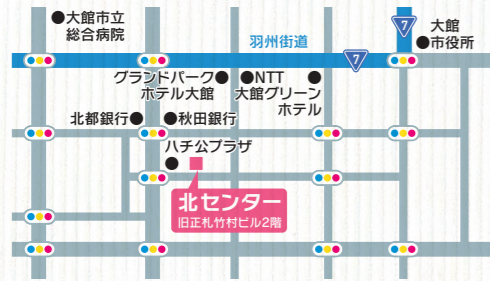 ●大館市立
総合病院
羽州街道
7
7
大館
●市役所
グランドパーク●
ホテル大館
●NTT
大館グリーン
ホテル
北都銀行●
●秋田銀行
ハチ公プラザ
北センター
旧正札竹村ビル2階